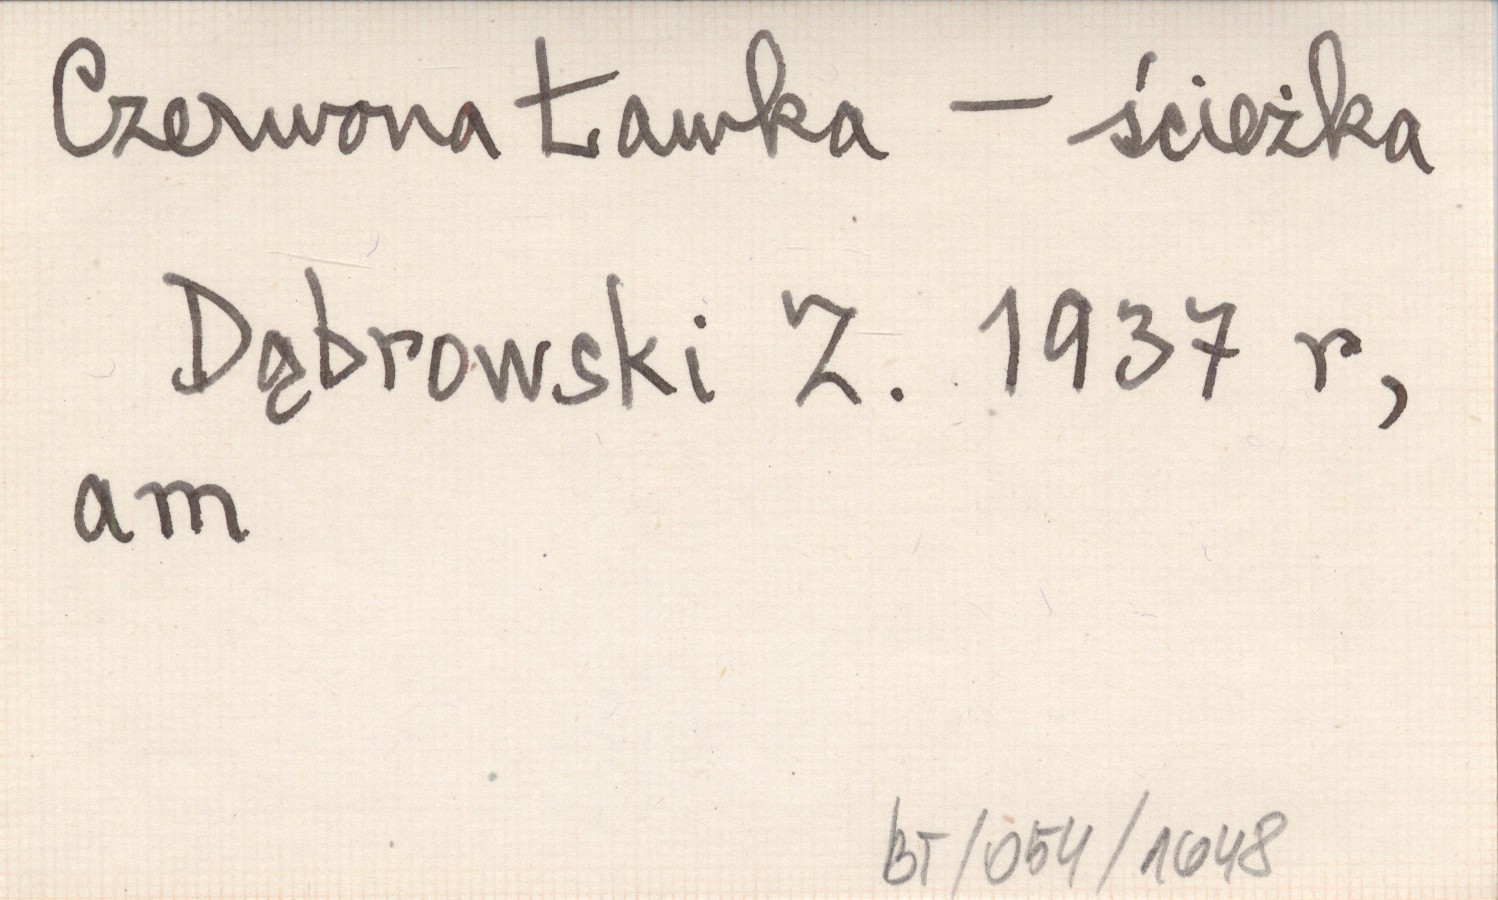 Czerwona Ławka – ścieżka
Dąbrowski Z. 1937 r,
am
BT/054/1648